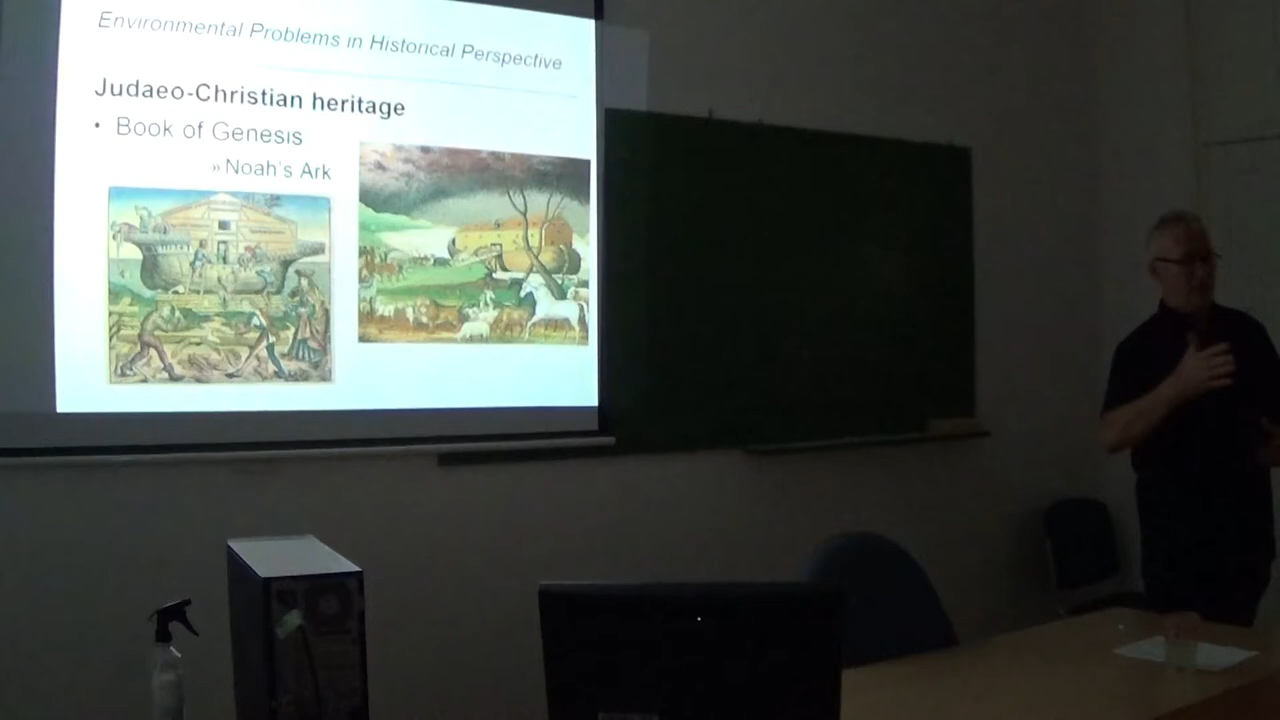 Environmental Problems in Historical Perspective
Judaeo-Christian heritage
• Book of Genesis
» Noah's Ark